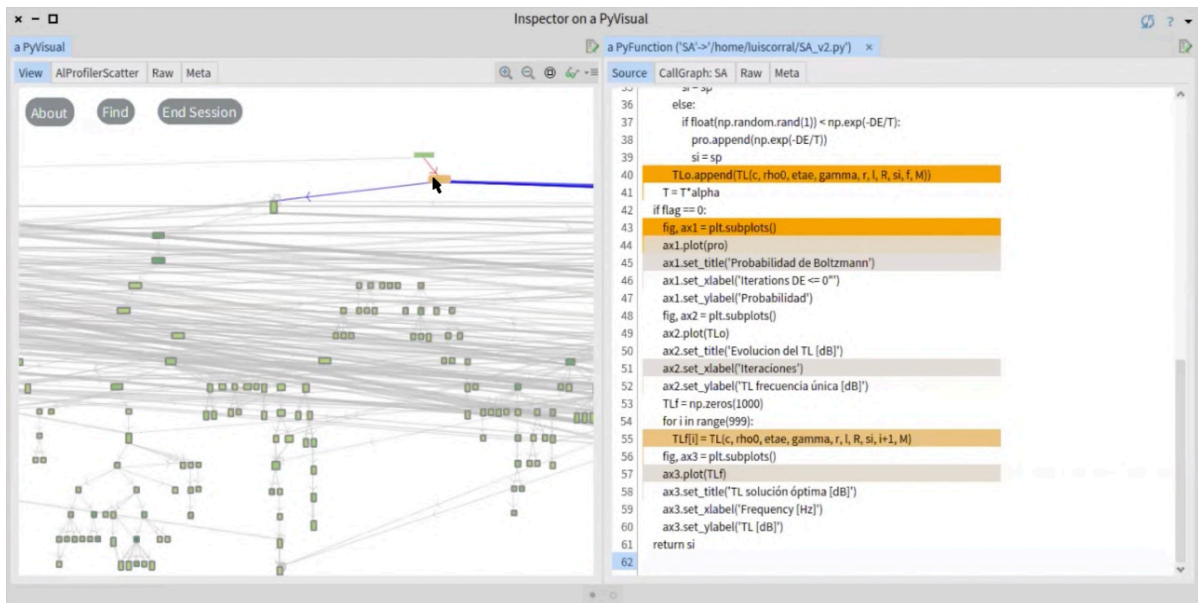 Inspector on a PyVisual
?
a PyVisual
View AIProfilerScatter Raw Meta
About Find End Session
a PyFunction ('SA'->'/home/luiscorral/SA_v2.py') ×
Source CallGraph: SA Raw Meta
35 si = sp
36 else:
37 if float(np.random.rand(1)) < np.exp(-DE/T):
38 pro.append(np.exp(-DE/T))
39 si = sp
40 TLo.append(TL(c, rho0, etae, gamma, r, l, R, si, f, M))
41 T = T*alpha
42 if flag == 0:
43 fig, ax1 = plt.subplots()
44 ax1.plot(pro)
45 ax1.set_title('Probabilidad de Boltzmann')
46 ax1.set_xlabel('Iterations DE <= 0'')
47 ax1.set_ylabel('Probabilidad')
48 fig, ax2 = plt.subplots()
49 ax2.plot(TLo)
50 ax2.set_title('Evolucion del TL [dB]')
51 ax2.set_xlabel('Iteraciones')
52 ax2.set_ylabel('TL frecuencia única [dB]')
53 TLf = np.zeros(1000)
54 for i in range(999):
55 TLf[i] = TL(c, rho0, etae, gamma, r, l, R, si, i+1, M)
56 fig, ax3 = plt.subplots()
57 ax3.plot(TLf)
58 ax3.set_title('TL solución óptima [dB]')
59 ax3.set_xlabel('Frequency [Hz]')
60 ax3.set_ylabel('TL [dB]')
61 return si
62